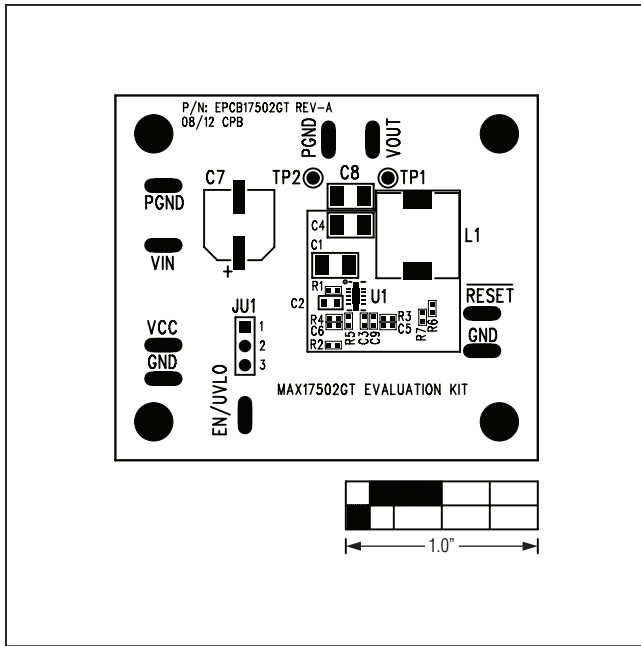 P/N: EPCB17502GT REV-A
08/12 CPB
PGND
VOUT
C7
TP2
C8
TP1
PGND
C4
L1
VIN
C1
+
R1
U1
C2
RESET
JU1
1
2
3
VCC
GND
R4
C6
R5
C3
C9
R3
C5
R7
R6
GND
R2
EN/UVLO
MAX17502GT EVALUATION KIT
1.0"